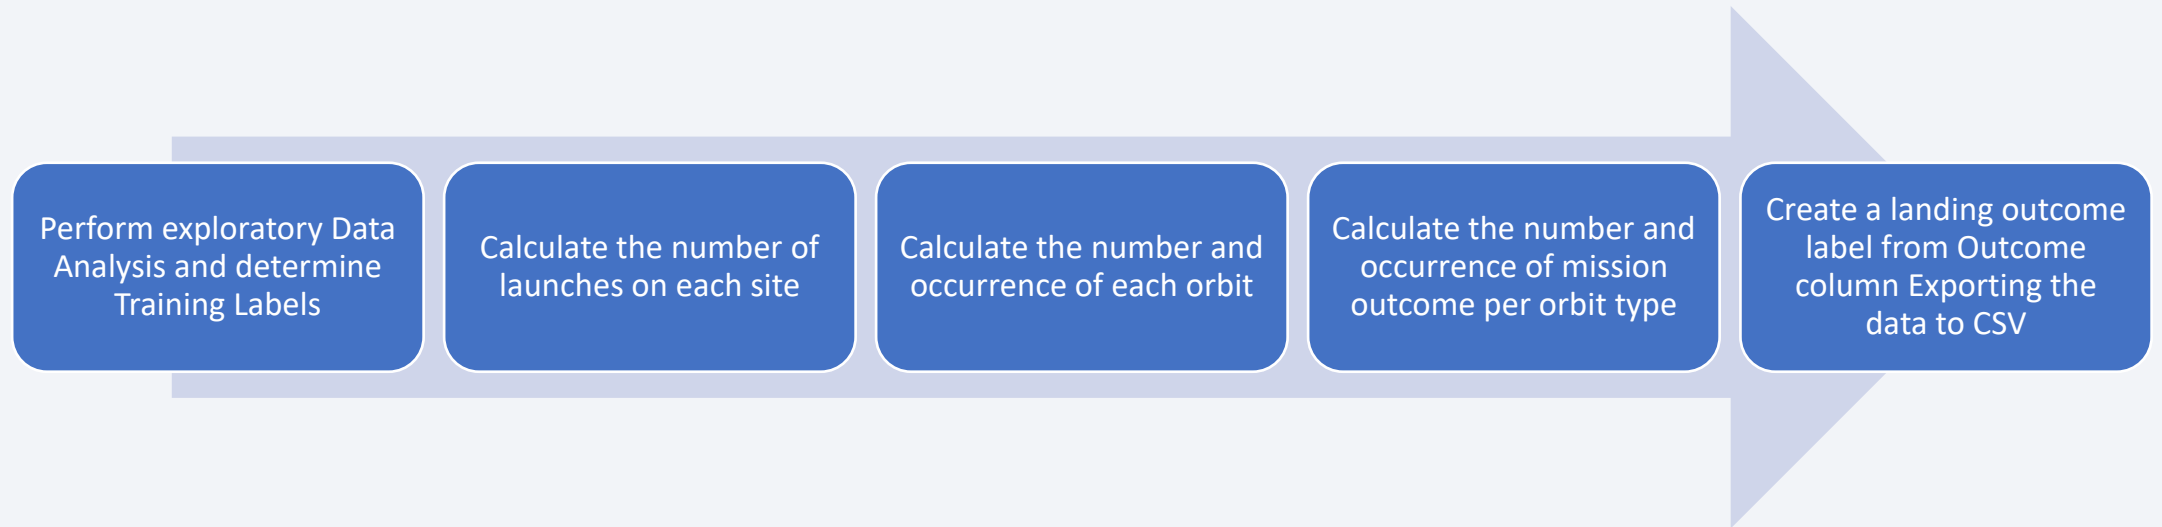 Perform exploratory Data
Analysis and determine
Training Labels
Calculate the number of
launches on each site
Calculate the number and
occurrence of each orbit
Calculate the number and
occurrence of mission
outcome per orbit type
Create a landing outcome
label from Outcome
column Exporting the
data to CSV